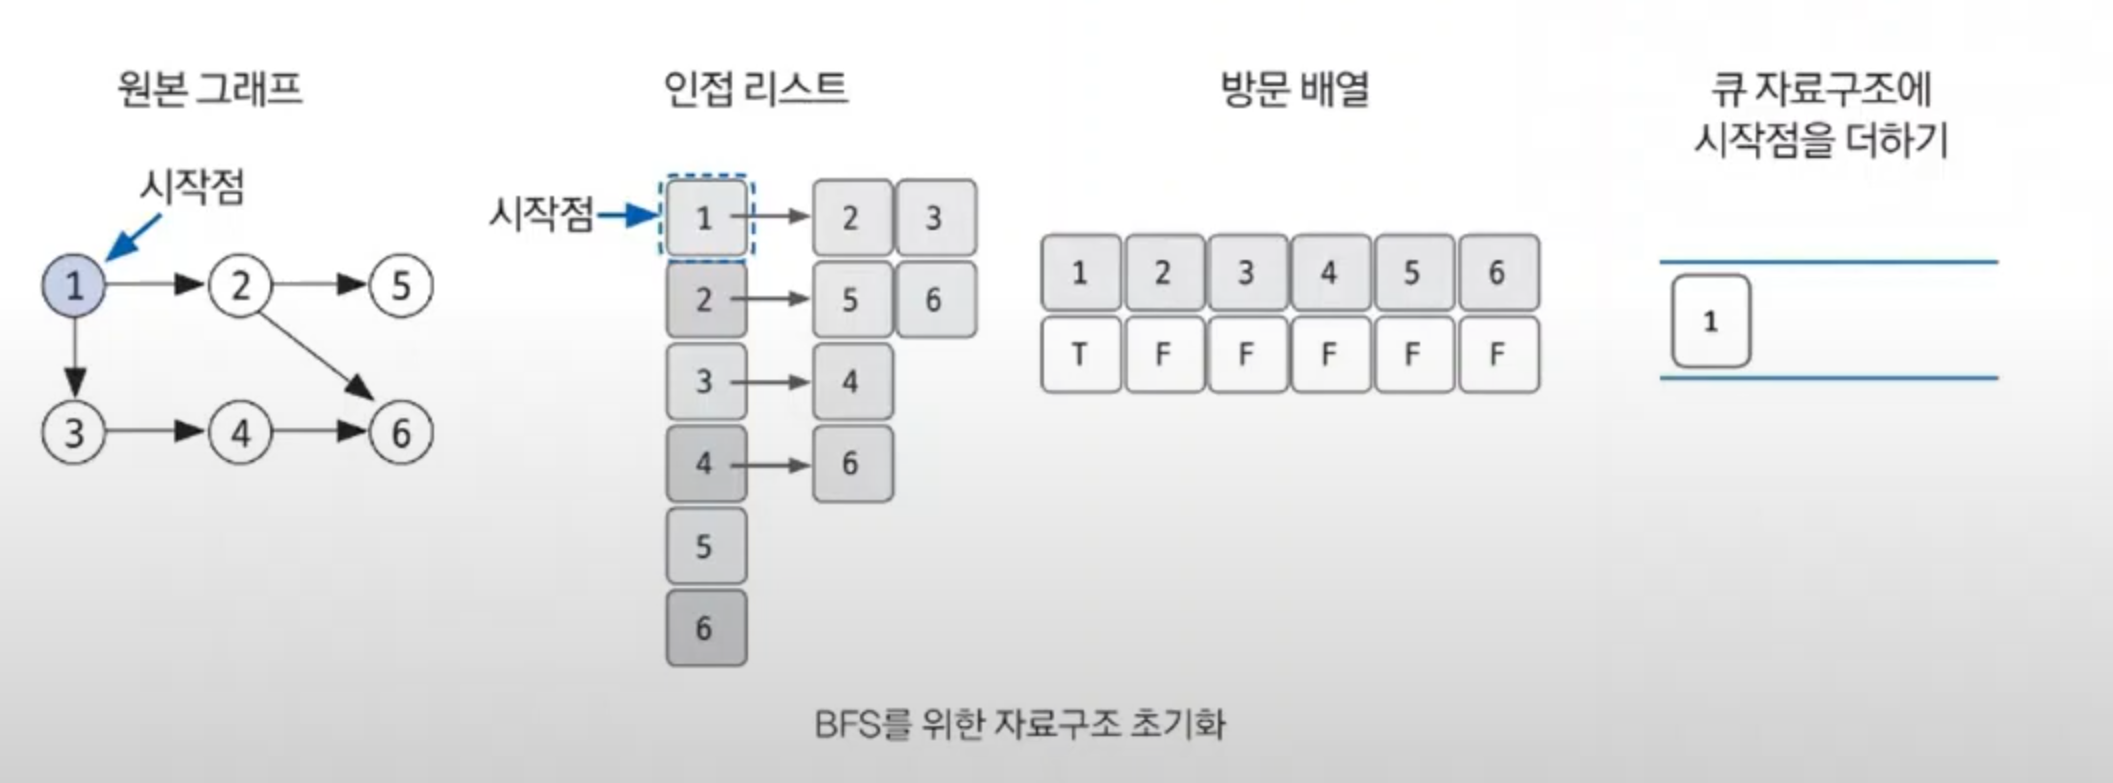 원본 그래프
시작점
1 2 5
3 4 6
인접 리스트
시작점
1 2 3
2 5 6
3 4
4 6
5
6
방문 배열
1 2 3 4 5 6
T F F F F F
큐 자료구조에
시작점을 더하기
1
BFS를 위한 자료구조 초기화